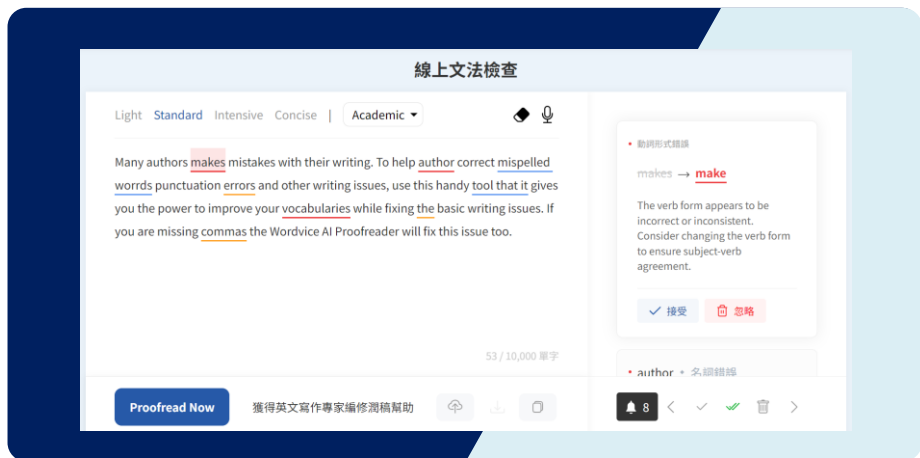 線上文法檢查
Light Standard Intensive Concise | Academic
Many authors makes mistakes with their writing. To help author correct mispelled
worrds punctuation erorrs and other writing issues, use this handy tool that it gives
you the power to improve your vocabularies while fixing the basic writing issues. If
you are missing commas the Wordvice AI Proofreader will fix this issue too.
53 / 10,000 單字
Proofread Now
獲得英文寫作專家編修潤稿幫助
• 動詞形式錯誤
makes → make
The verb form appears to be
incorrect or inconsistent.
Consider changing the verb form
to ensure subject-verb
agreement.
接受 忽略
• author • 名詞錯誤
8